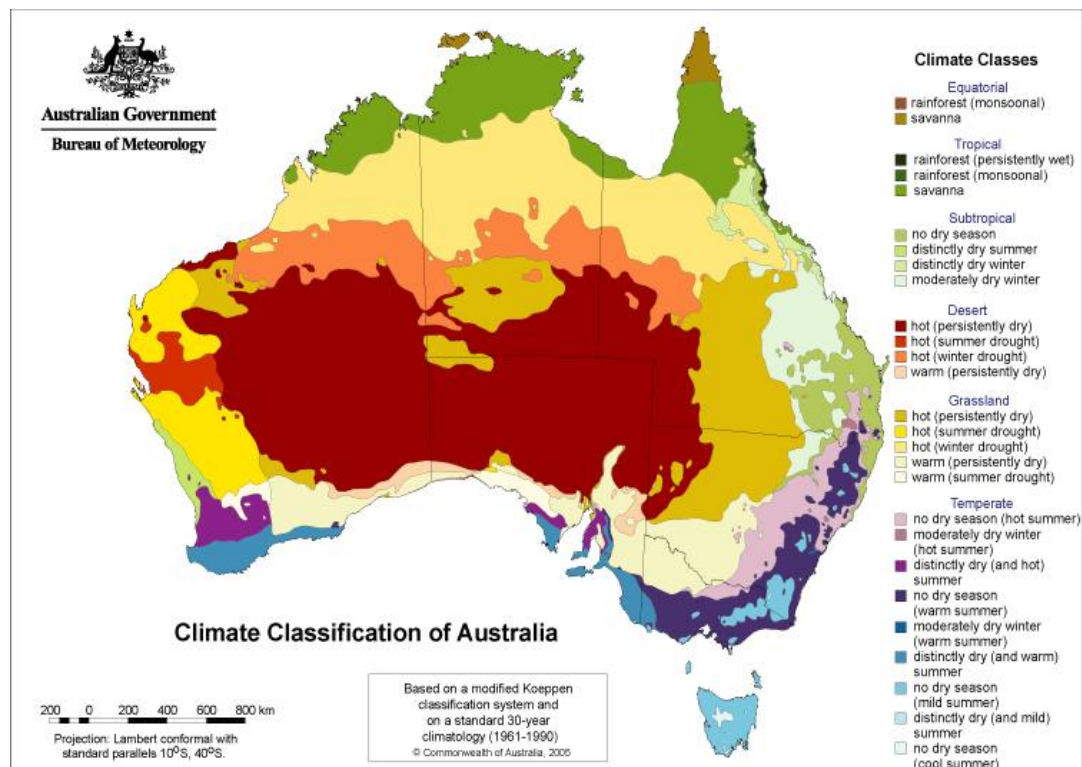 Australian Government
Bureau of Meteorology
Climate Classes
Equatorial
rainforest (monsoonal)
savanna
Tropical
rainforest (persistently wet)
rainforest (monsoonal)
savanna
Subtropical
no dry season
distinctly dry summer
distinctly dry winter
moderately dry winter
Desert
hot (persistently dry)
hot (summer drought)
hot (winter drought)
warm (persistently dry)
Grassland
hot (persistently dry)
hot (summer drought)
hot (winter drought)
warm (persistently dry)
warm (summer drought)
Temperate
no dry season (hot summer)
moderately dry winter
(hot summer)
distinctly dry (and hot)
summer
no dry season
(warm summer)
moderately dry winter
(warm summer)
distinctly dry (and warm)
summer
no dry season
(mild summer)
distinctly dry (and mild)
summer
no dry season
(cool summer)
Climate Classification of Australia
Based on a modified Koeppen
classification system and
on a standard 30-year
climatology (1961-1990)
© Commonwealth of Australia, 2005
200 0 200 400 600 800 km
Projection: Lambert conformal with
standard parallels 10°S, 40°S.